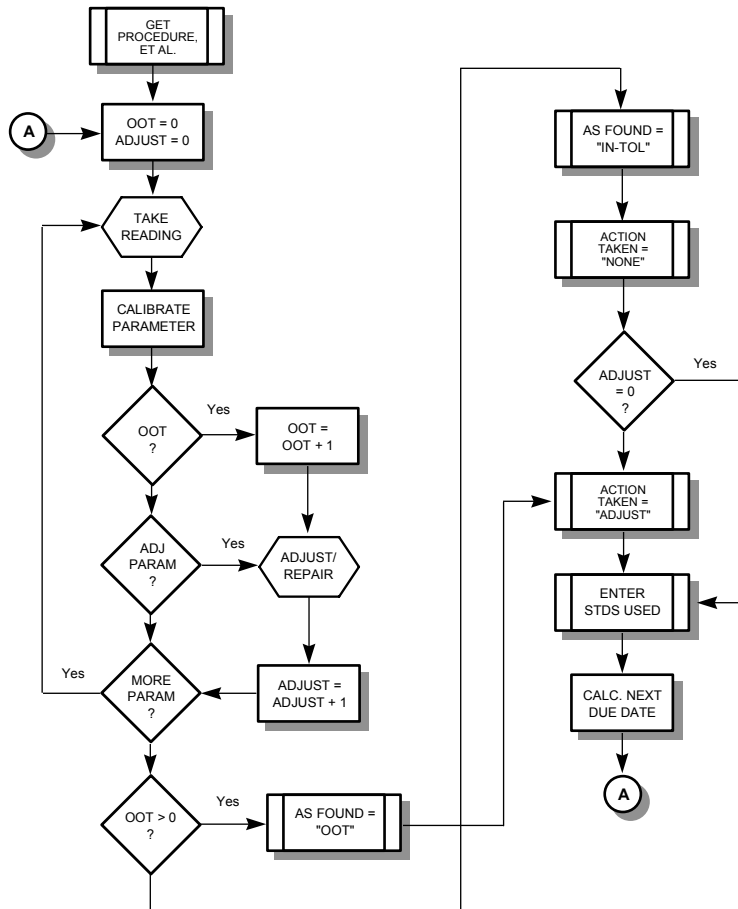 GET
PROCEDURE,
ET AL.
A
OOT = 0
ADJUST = 0
TAKE
READING
CALIBRATE
PARAMETER
OOT
?
Yes
OOT =
OOT + 1
ADJ
PARAM
?
Yes
ADJUST/
REPAIR
MORE
PARAM
?
Yes
ADJUST =
ADJUST + 1
OOT > 0
?
Yes
AS FOUND =
"OOT"
AS FOUND =
"IN-TOL"
ACTION
TAKEN =
"NONE"
ADJUST
= 0
?
Yes
ACTION
TAKEN =
"ADJUST"
ENTER
STDS USED
CALC. NEXT
DUE DATE
A